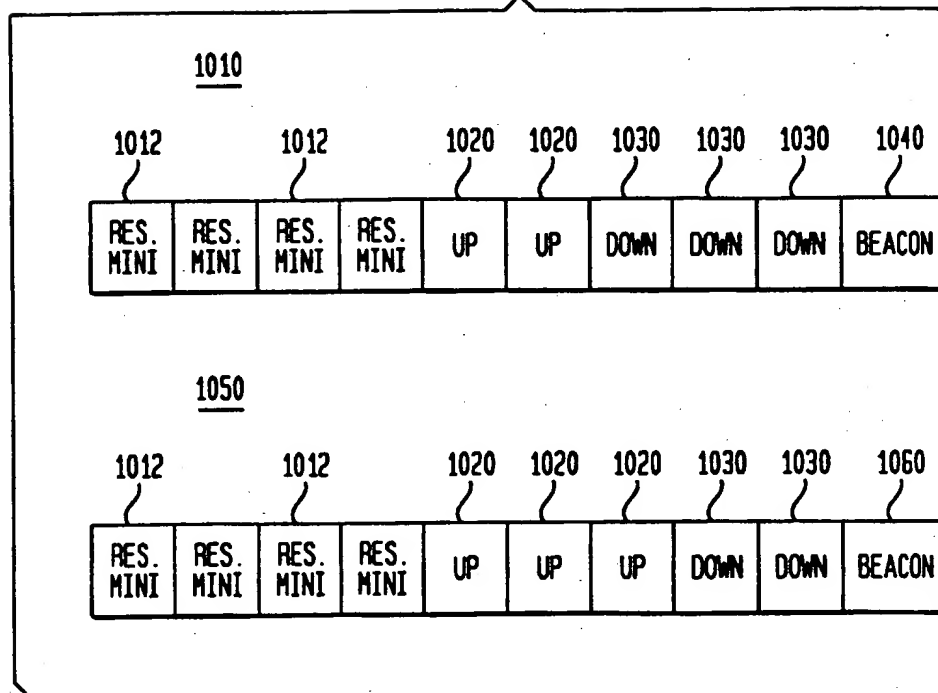 1010
1012 1012 1020 1020 1030 1030 1030 1040
RES. MINI RES. MINI RES. MINI RES. MINI UP UP DOWN DOWN DOWN BEACON
1050
1012 1012 1020 1020 1020 1030 1030 1060
RES. MINI RES. MINI RES. MINI RES. MINI UP UP UP DOWN DOWN BEACON